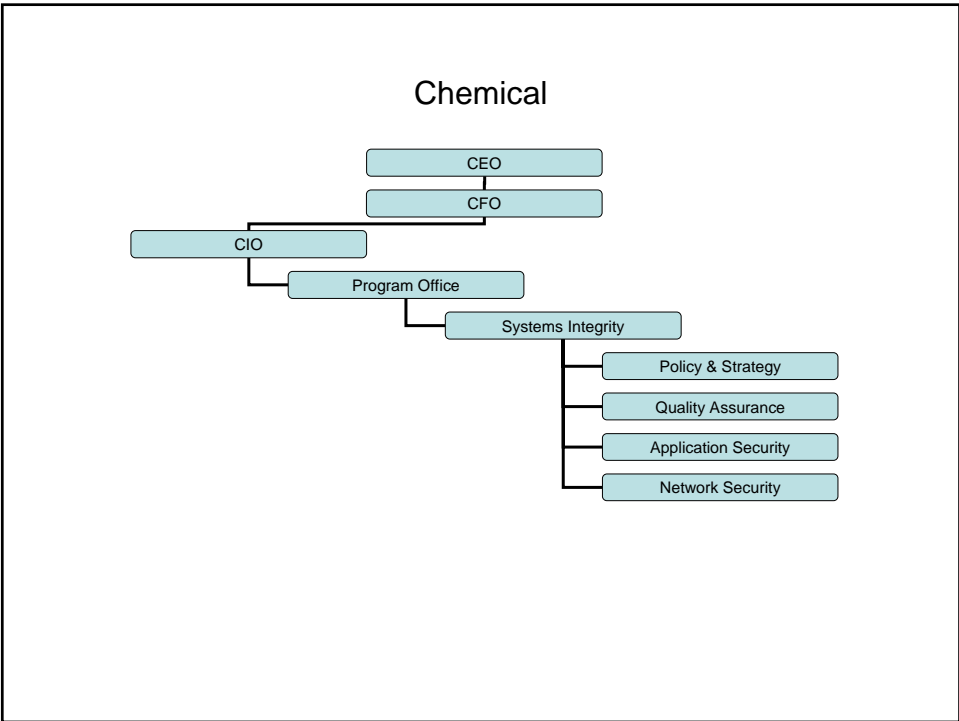 Chemical
CEO
CFO
CIO
Program Office
Systems Integrity
Policy & Strategy
Quality Assurance
Application Security
Network Security